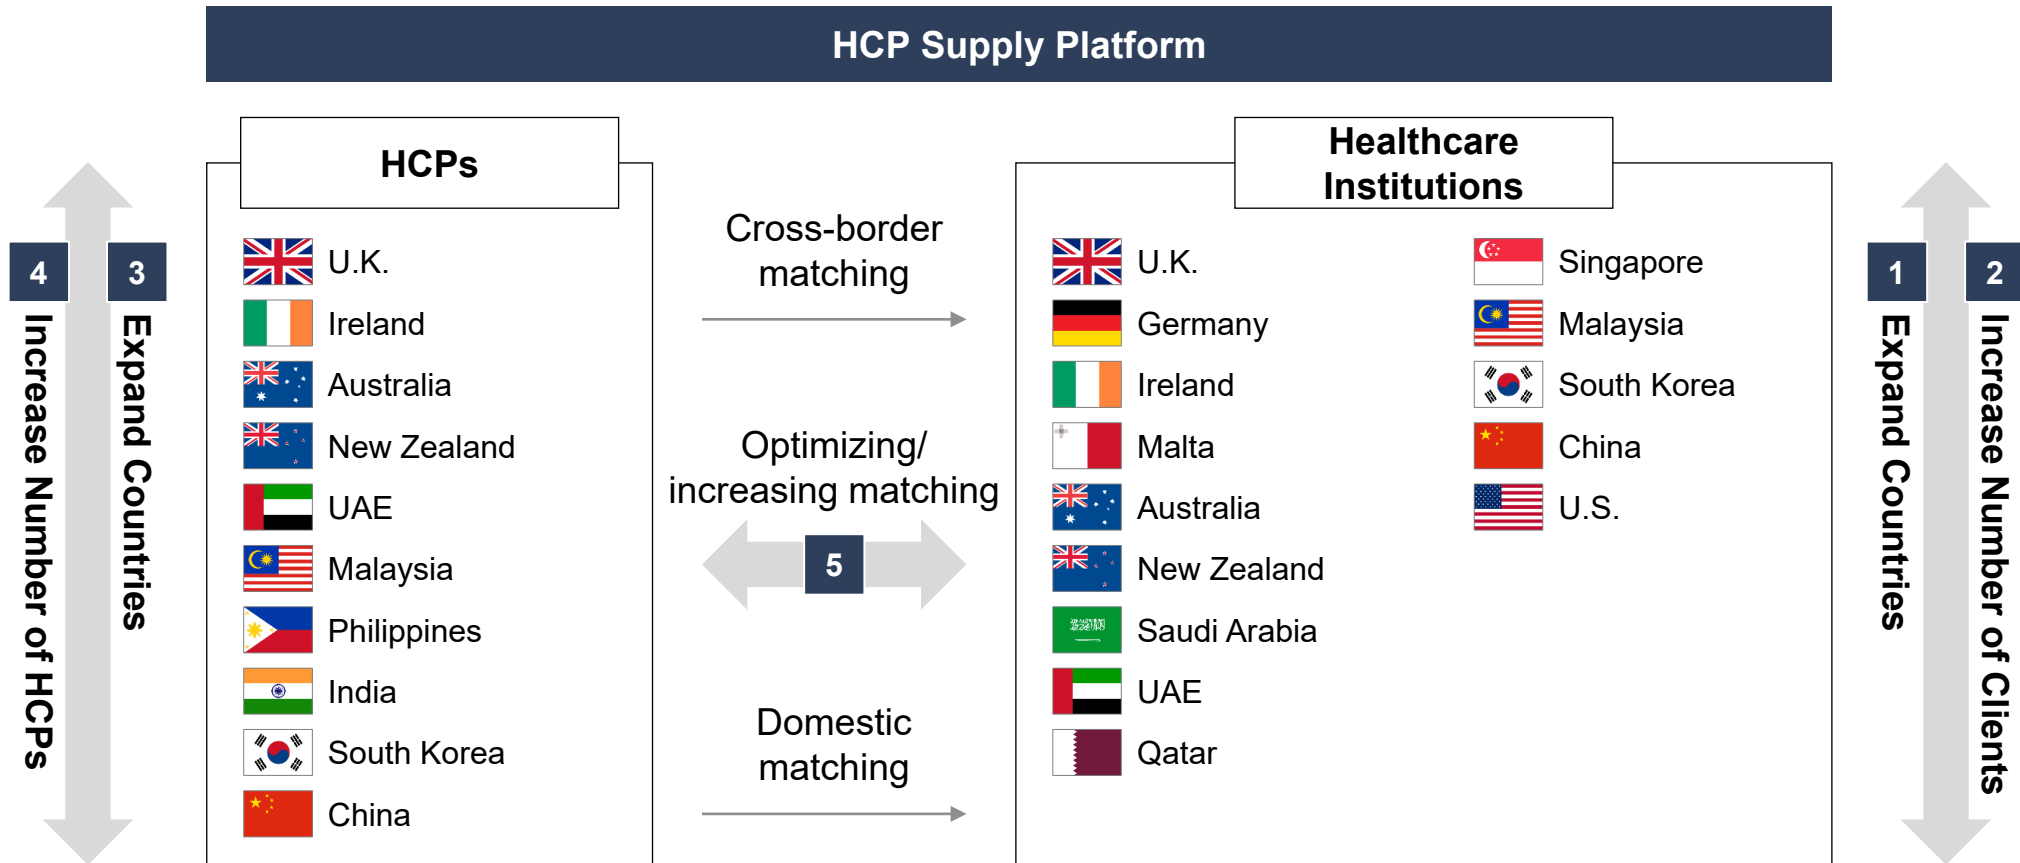 HCP Supply Platform
4
Increase Number of HCPs
3
Expand Countries
HCPs
U.K.
Ireland
Australia
New Zealand
UAE
Malaysia
Philippines
India
South Korea
China
Cross-border
matching
Optimizing/
increasing matching
5
Domestic
matching
Healthcare
Institutions
U.K.
Germany
Ireland
Malta
Australia
New Zealand
Saudi Arabia
UAE
Qatar
Singapore
Malaysia
South Korea
China
U.S.
1
Expand Countries
2
Increase Number of Clients